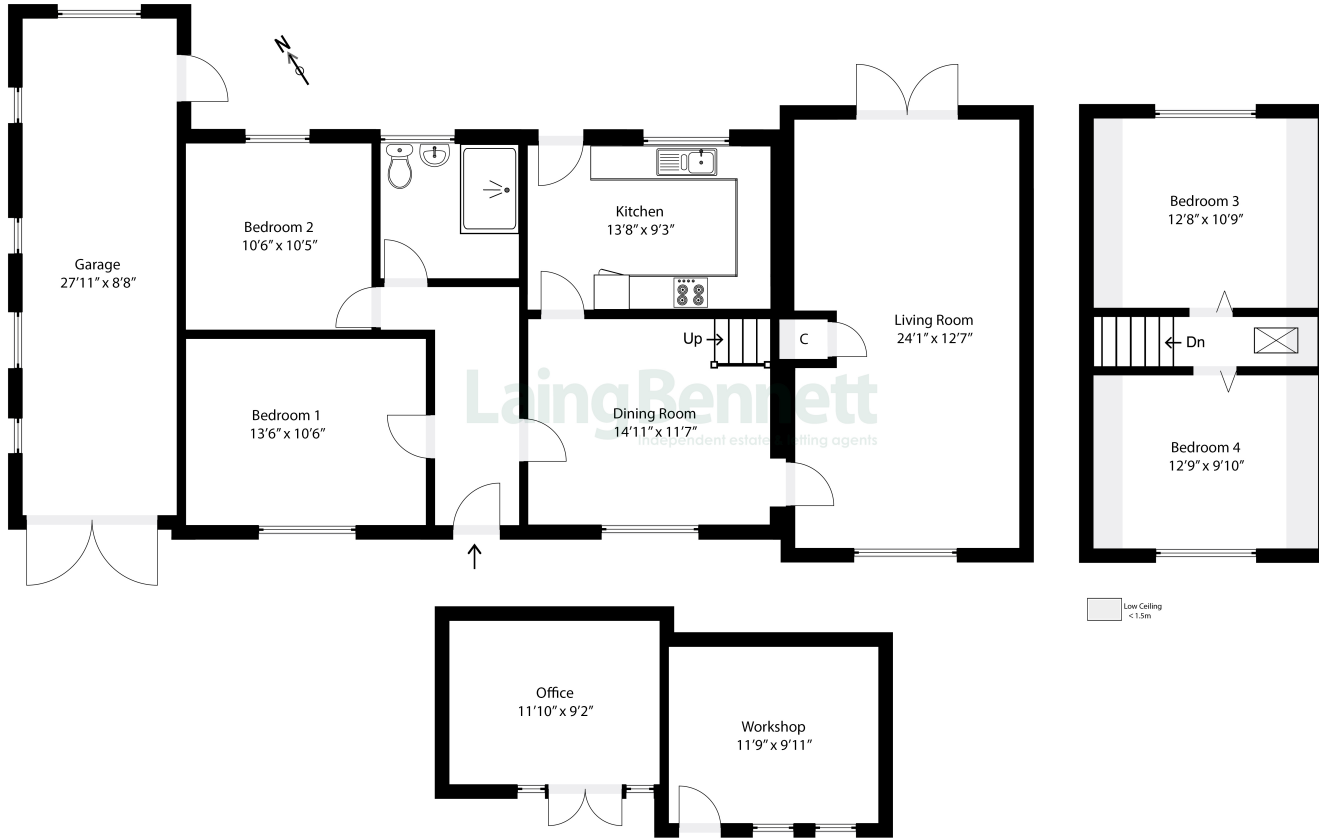 N
Garage
27'11" x 8'8"
Bedroom 2
10'6" x 10'5"
Kitchen
13'8" x 9'3"
Living Room
24'1" x 12'7"
Bedroom 3
12'8" x 10'9"
Up
C
Dn
Bedroom 1
13'6" x 10'6"
Dining Room
14'11" x 11'7"
LaingBennett
independent estate & letting agents
Bedroom 4
12'9" x 9'10"
Low Ceiling
< 1.5m
Office
11'10" x 9'2"
Workshop
11'9" x 9'11"